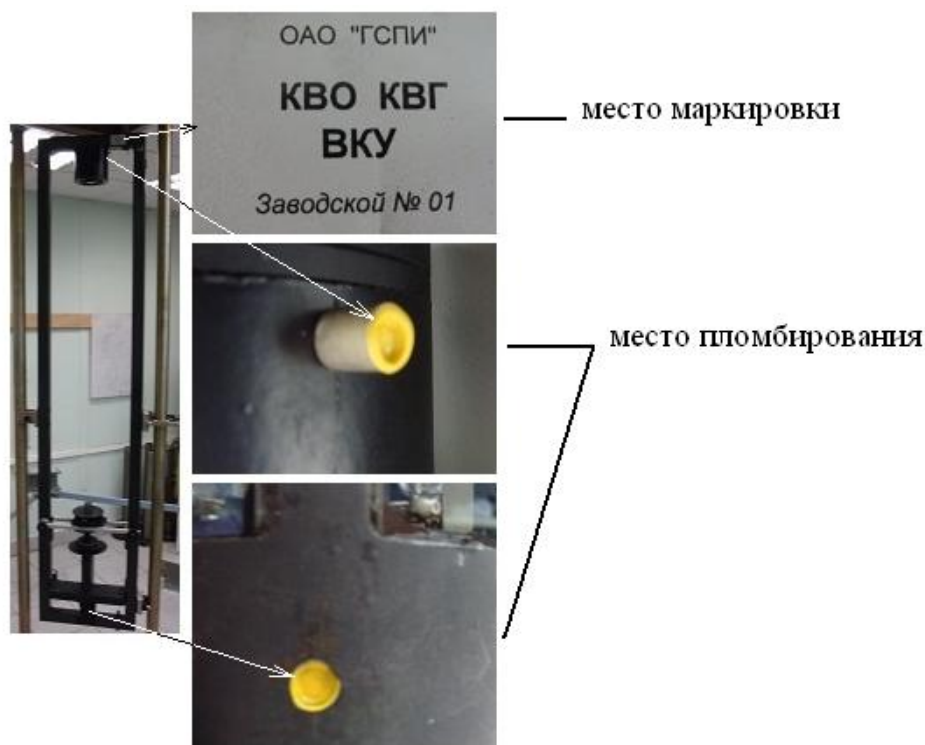 ОАО "ГСПИ"
КВО КВГ
ВКУ
Заводской № 01
место маркировки
место пломбирования